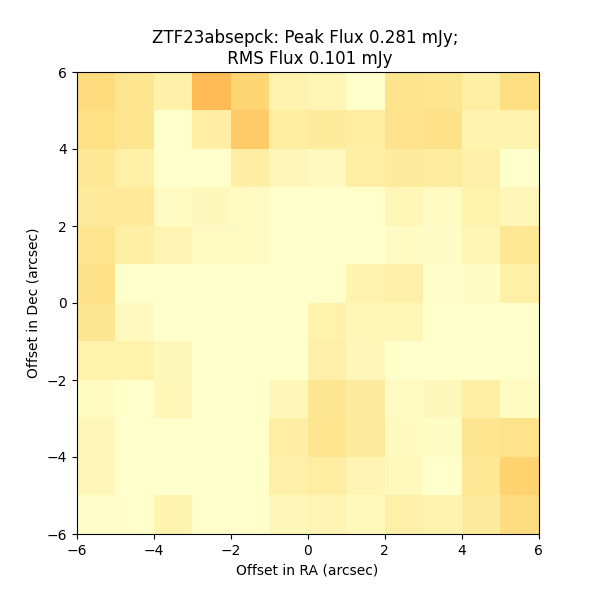 ZTF23absepck: Peak Flux 0.281 mJy;
RMS Flux 0.101 mJy
6
4
2
0
−2
−4
−6
Offset in Dec (arcsec)
−6 −4 −2 0 2 4 6
Offset in RA (arcsec)